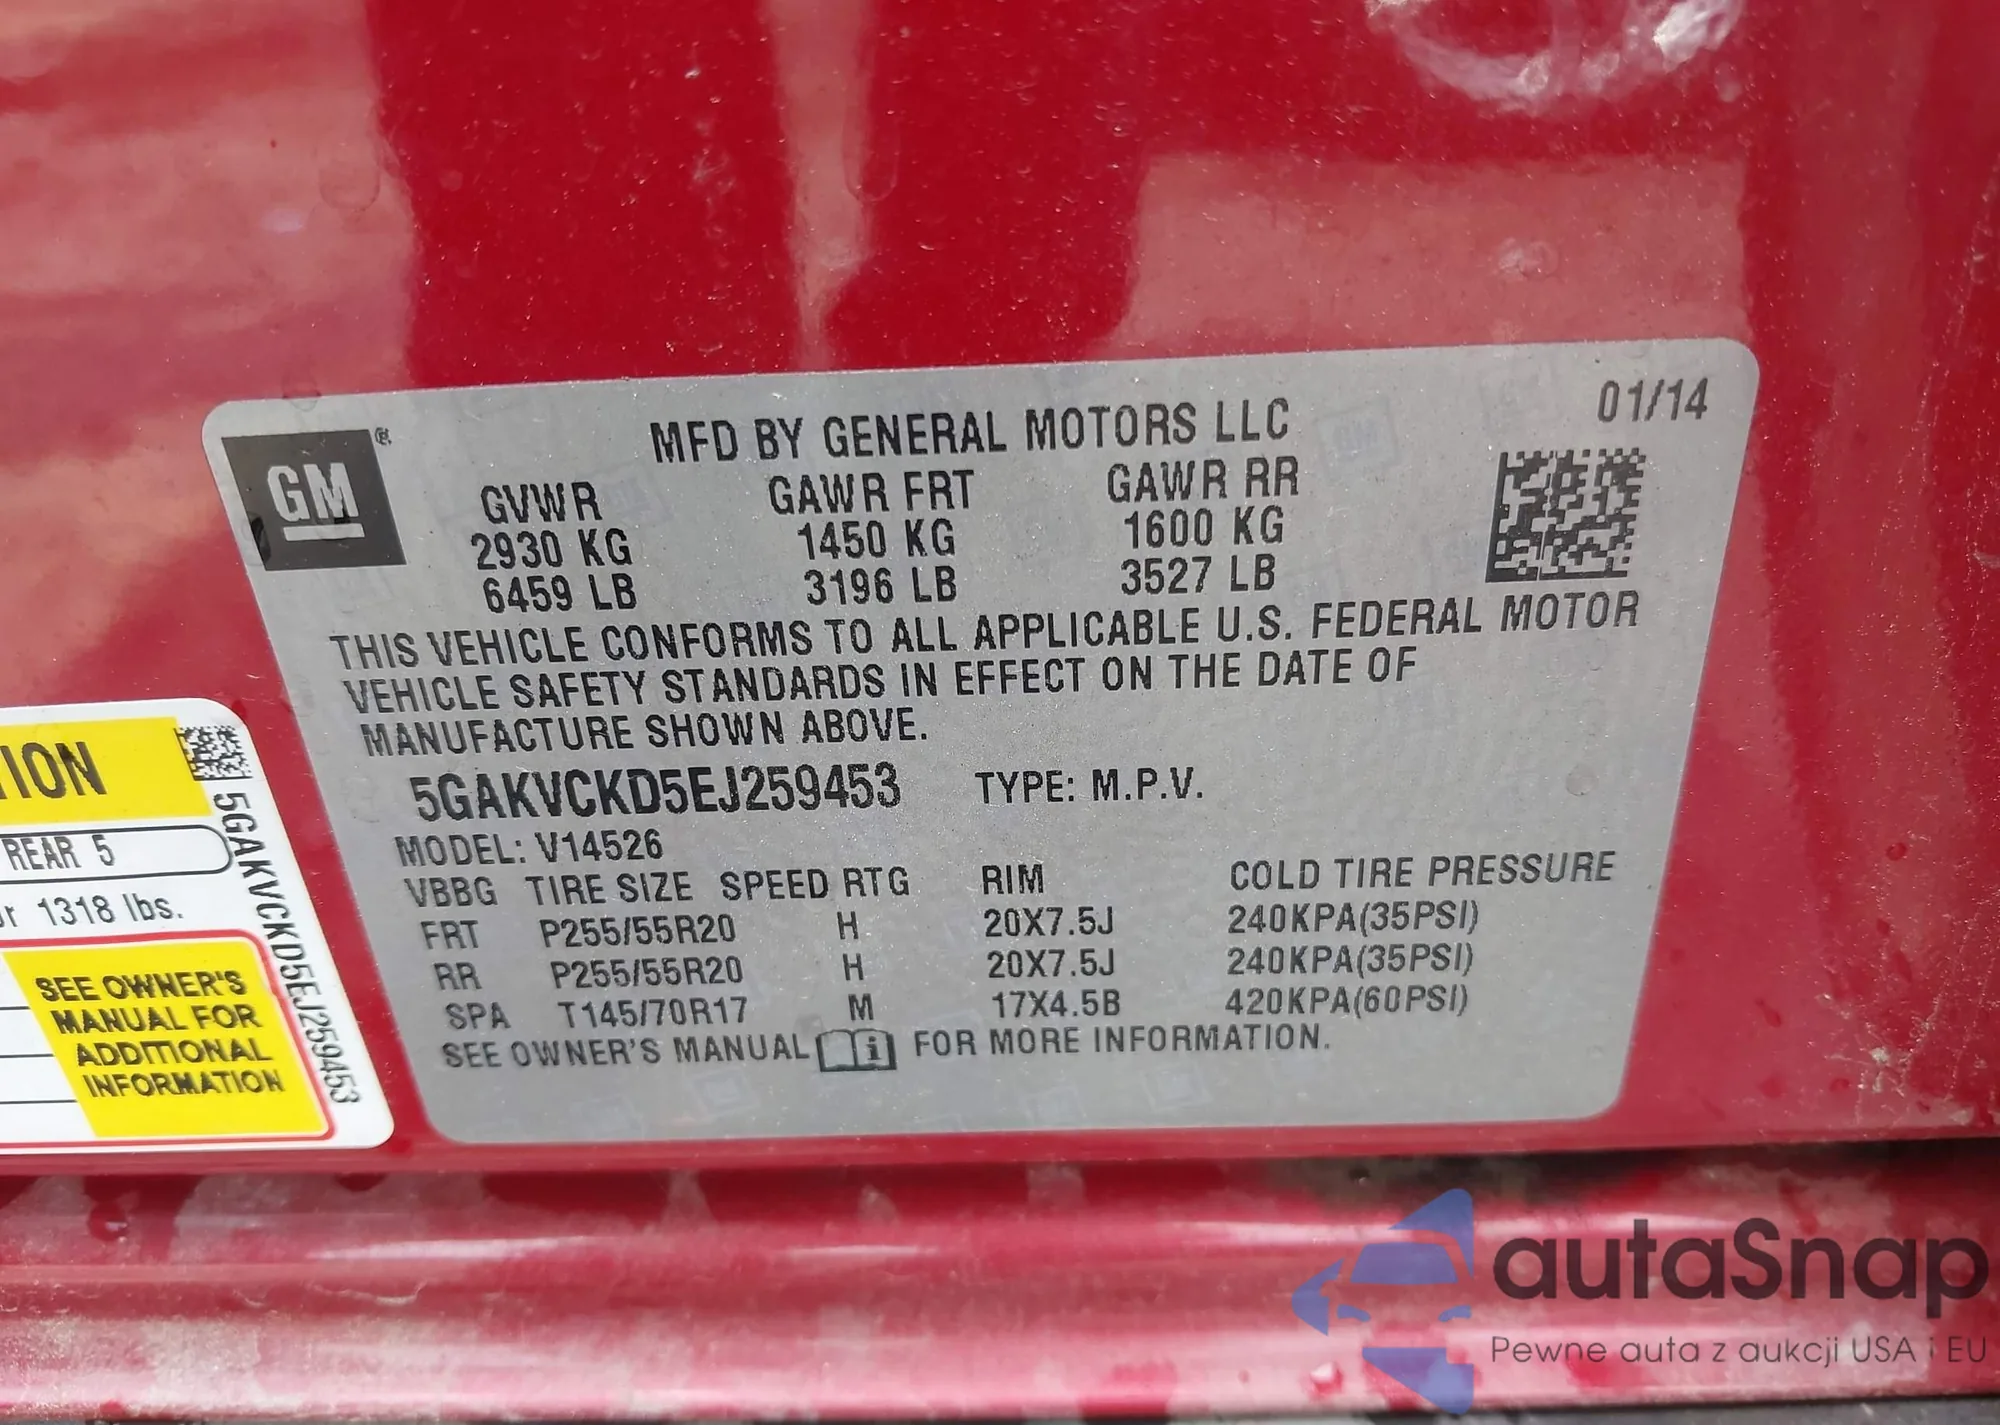 01/14
GM®
MFD BY GENERAL MOTORS LLC
GVWR GAWR FRT GAWR RR
2930 KG 1450 KG 1600 KG
6459 LB 3196 LB 3527 LB
THIS VEHICLE CONFORMS TO ALL APPLICABLE U.S. FEDERAL MOTOR
VEHICLE SAFETY STANDARDS IN EFFECT ON THE DATE OF
MANUFACTURE SHOWN ABOVE.
5GAKVCKD5EJ259453 TYPE: M.P.V.
MODEL: V14526
VBBG TIRE SIZE SPEED RTG RIM COLD TIRE PRESSURE
FRT P255/55R20 H 20X7.5J 240KPA(35PSI)
RR P255/55R20 H 20X7.5J 240KPA(35PSI)
SPA T145/70R17 M 17X4.5B 420KPA(60PSI)
SEE OWNER'S MANUAL i FOR MORE INFORMATION.
REAR 5
1318 lbs.
SEE OWNER'S
MANUAL FOR
ADDITIONAL
INFORMATION
5GAKVCKD5EJ259453
autaSnap
Pewne auta z aukcji USA i EU